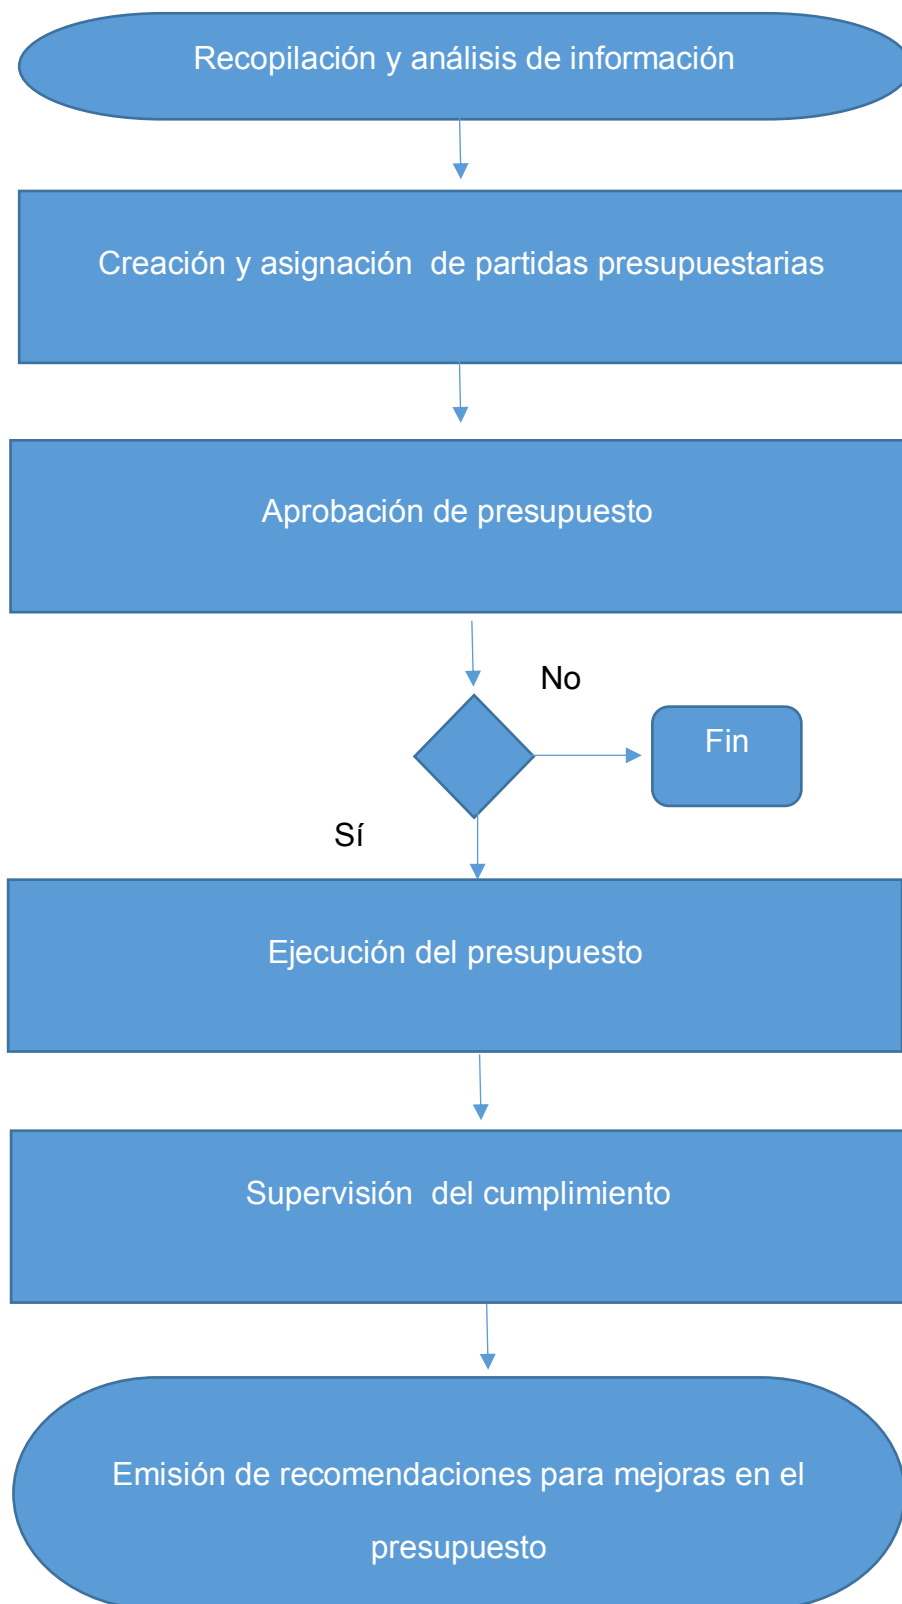 Recopilación y análisis de información
Creación y asignación  de partidas presupuestarias
Aprobación de presupuesto
No
Fin
Sí
Ejecución del presupuesto
Supervisión  del cumplimiento
Emisión de recomendaciones para mejoras en el
presupuesto